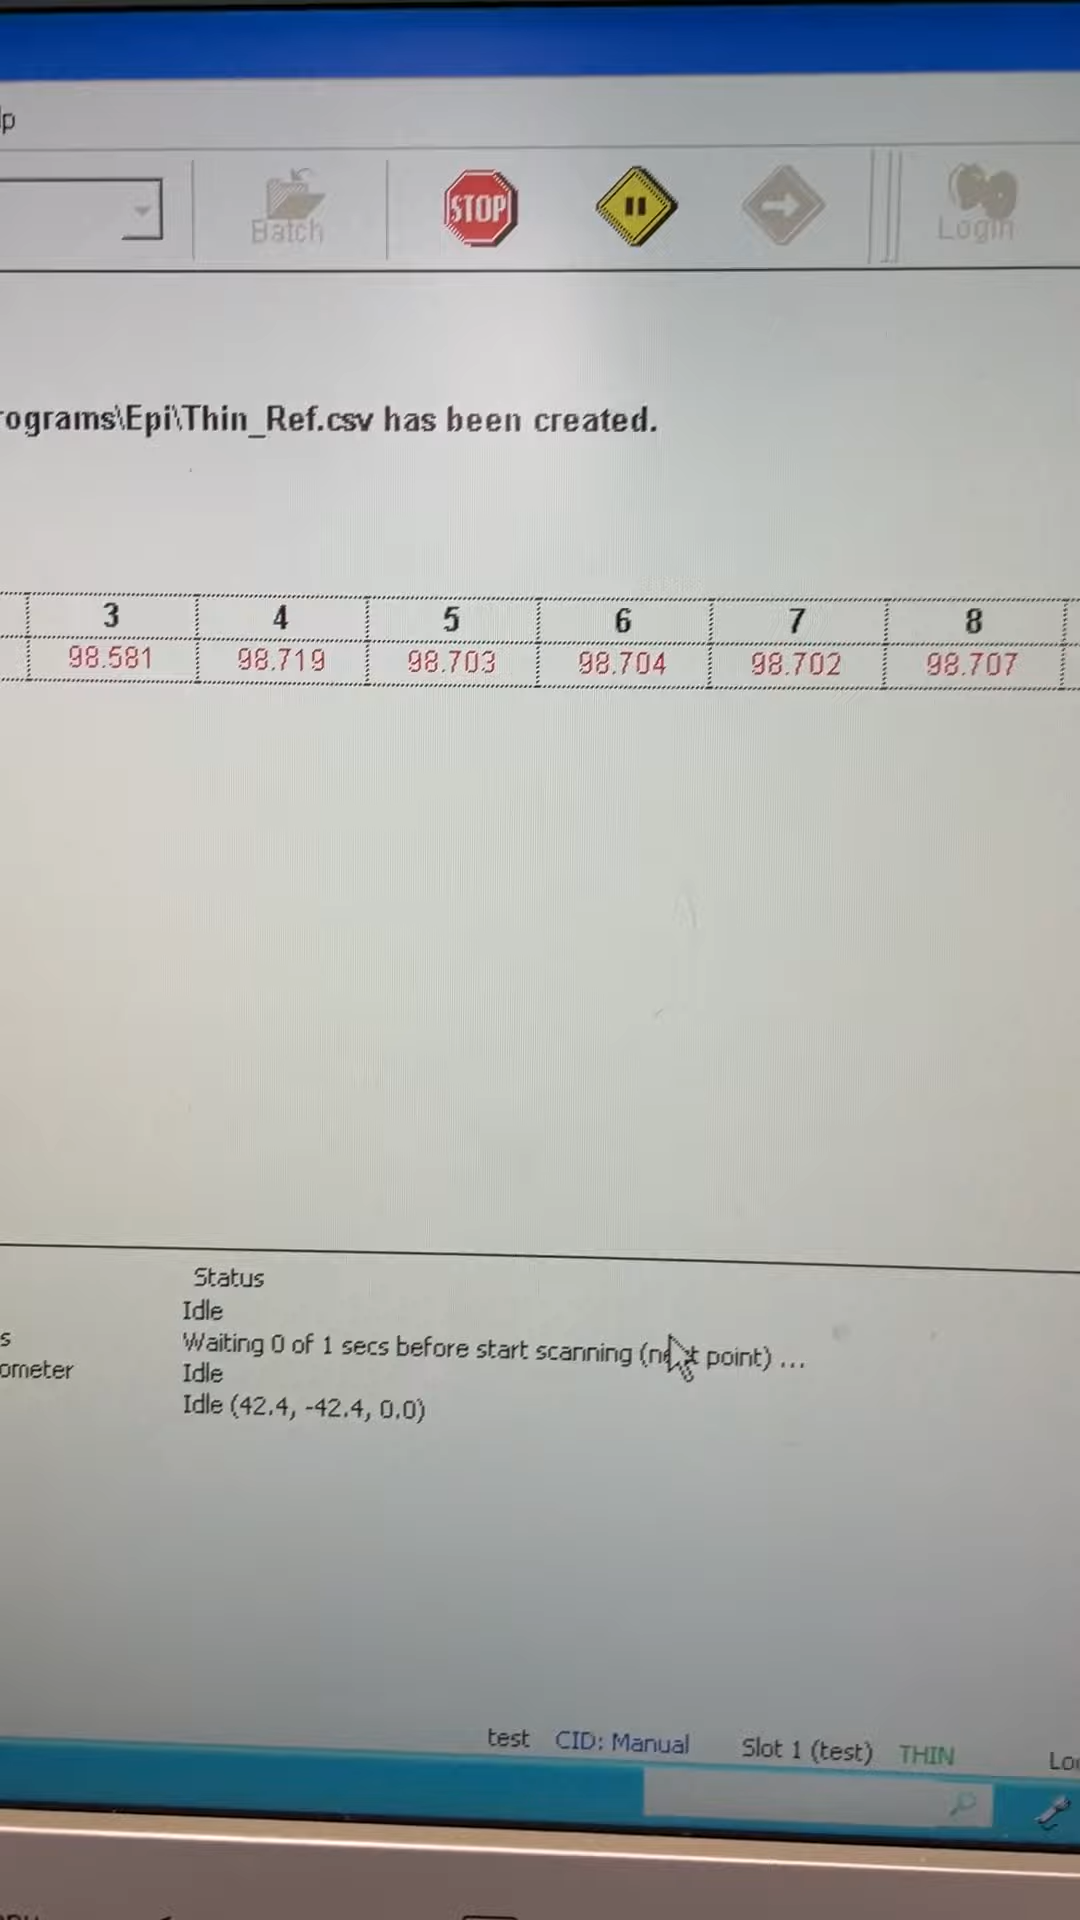 lp
Batch STOP Login
rograms\Epi\Thin_Ref.csv has been created.
3 4 5 6 7 8
98.581 98.719 98.703 98.704 98.702 98.707
Status
Idle
s Waiting 0 of 1 secs before start scanning (next point) ...
ometer Idle
Idle (42.4, -42.4, 0.0)
test CID: Manual Slot 1 (test) THIN